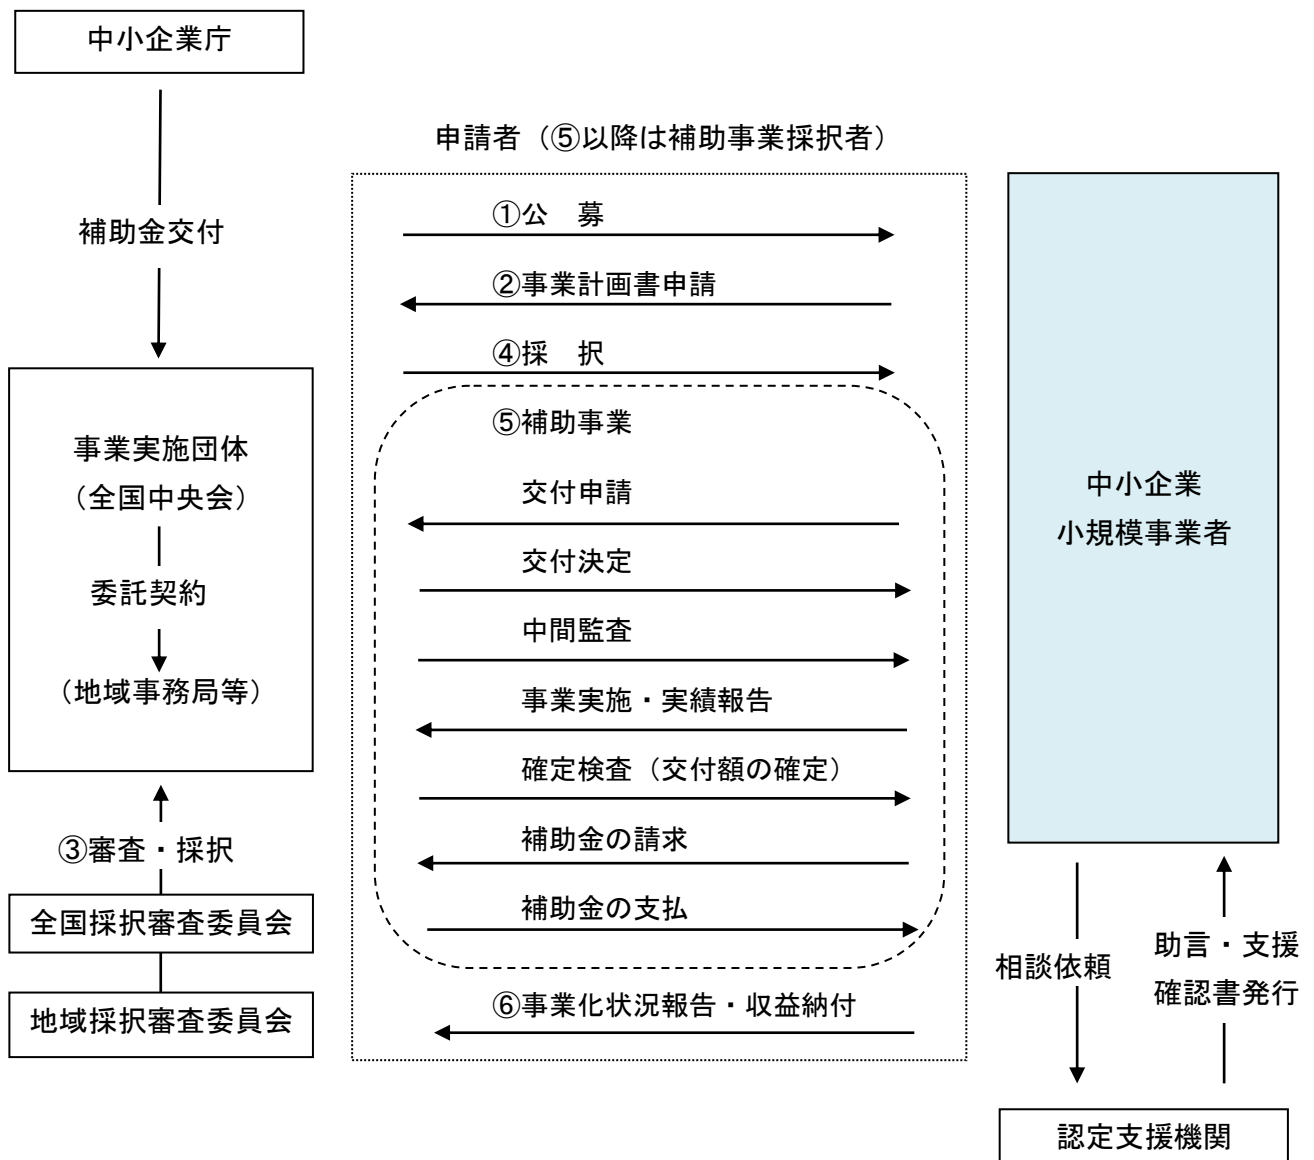 中小企業庁
補助金交付
申請者（⑤以降は補助事業採択者）
①公　募
②事業計画書申請
④採　択
⑤補助事業
交付申請
交付決定
中間監査
事業実施・実績報告
確定検査（交付額の確定）
補助金の請求
補助金の支払
⑥事業化状況報告・収益納付
事業実施団体
（全国中央会）
委託契約
（地域事務局等）
③審査・採択
全国採択審査委員会
地域採択審査委員会
中小企業
小規模事業者
相談依頼
助言・支援
確認書発行
認定支援機関